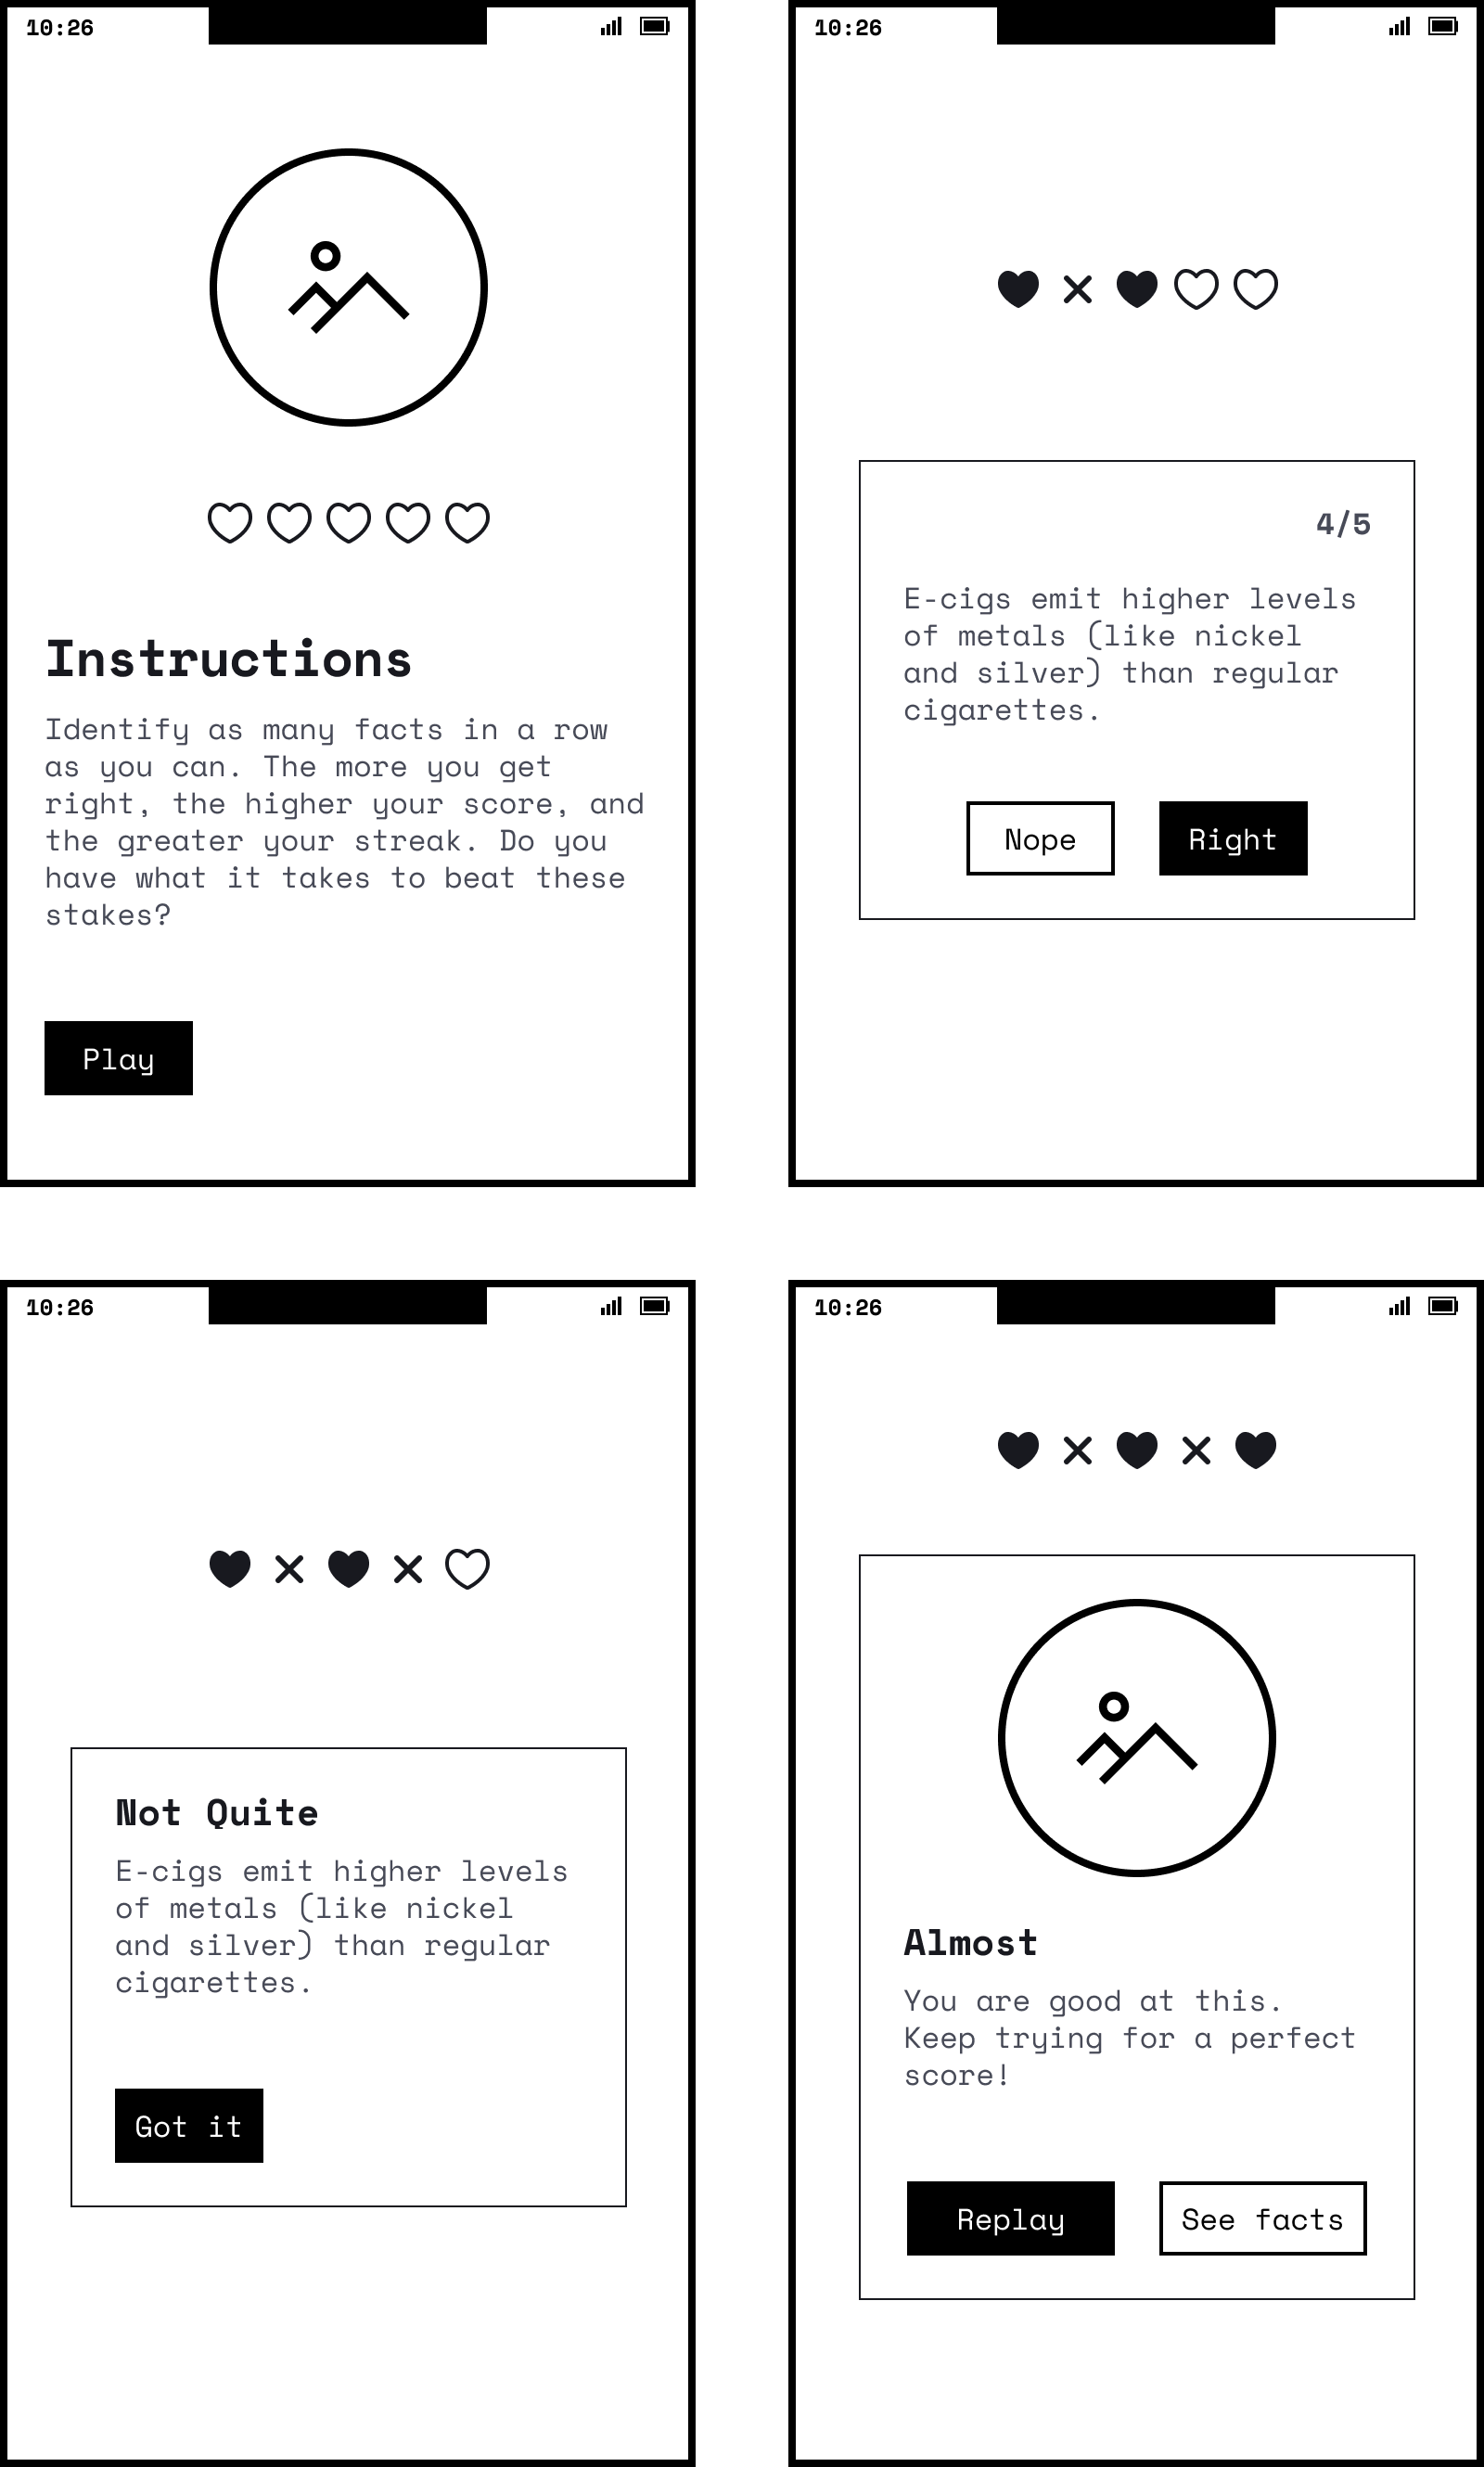 10:26
Instructions
Identify as many facts in a row
as you can. The more you get
right, the higher your score, and
the greater your streak. Do you
have what it takes to beat these
stakes?
Play
10:26
4/5
E-cigs emit higher levels
of metals (like nickel
and silver) than regular
cigarettes.
Nope Right
10:26
Not Quite
E-cigs emit higher levels
of metals (like nickel
and silver) than regular
cigarettes.
Got it
10:26
Almost
You are good at this.
Keep trying for a perfect
score!
Replay See facts